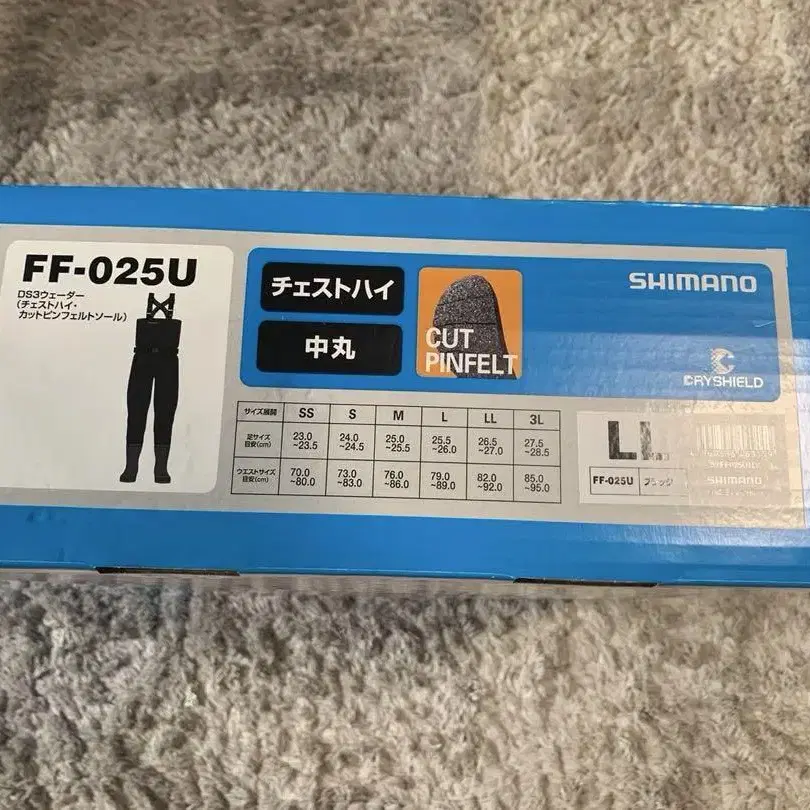 FF-025U
DS3ウェーダー
(チェストハイ・
カットピンフェルトソール)
チェストハイ
中丸
CUT
PINFELT
SHIMANO
DRYSHIELD
サイズ展開 SS S M L LL 3L
足サイズ目安(cm) 23.0~23.5 24.0~24.5 25.0~25.5 25.5~26.0 26.5~27.0 27.5~28.5
ウエストサイズ目安(cm) 70.0~80.0 73.0~83.0 76.0~86.0 79.0~89.0 82.0~92.0 85.0~95.0
LL
FF-025U ブラック
SHIMANO